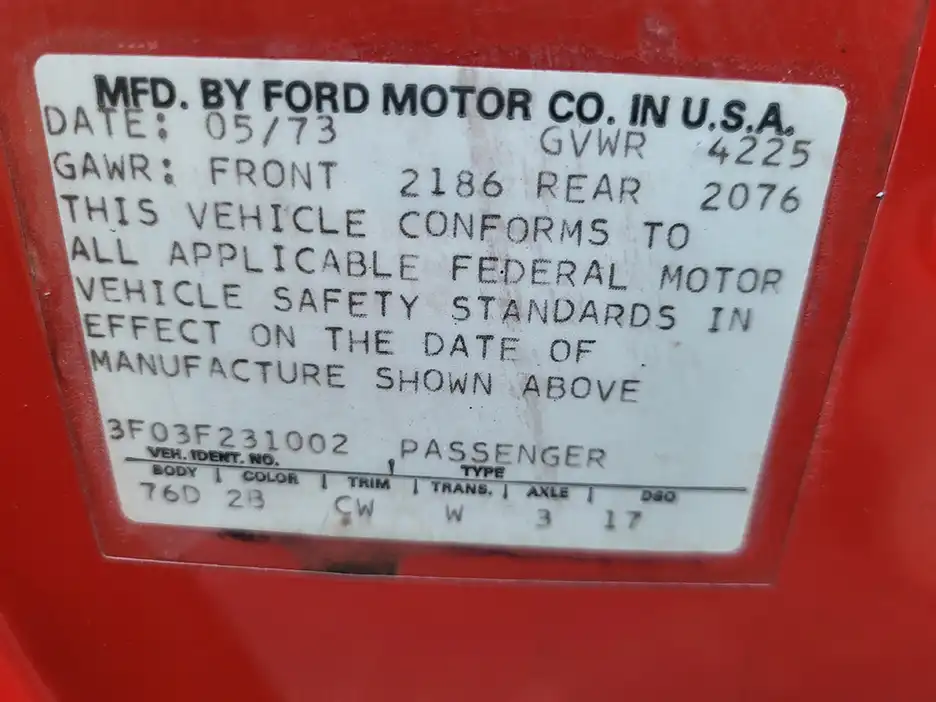 MFD. BY FORD MOTOR CO. IN U.S.A.
DATE: 05/73 GVWR 4225
GAWR: FRONT 2186 REAR 2076
THIS VEHICLE CONFORMS TO
ALL APPLICABLE FEDERAL MOTOR
VEHICLE SAFETY STANDARDS IN
EFFECT ON THE DATE OF
MANUFACTURE SHOWN ABOVE
3F03F231002 PASSENGER
VEH. IDENT. NO. TYPE
BODY | COLOR | TRIM | TRANS. | AXLE | DSO
76D 2B CW W 3 17